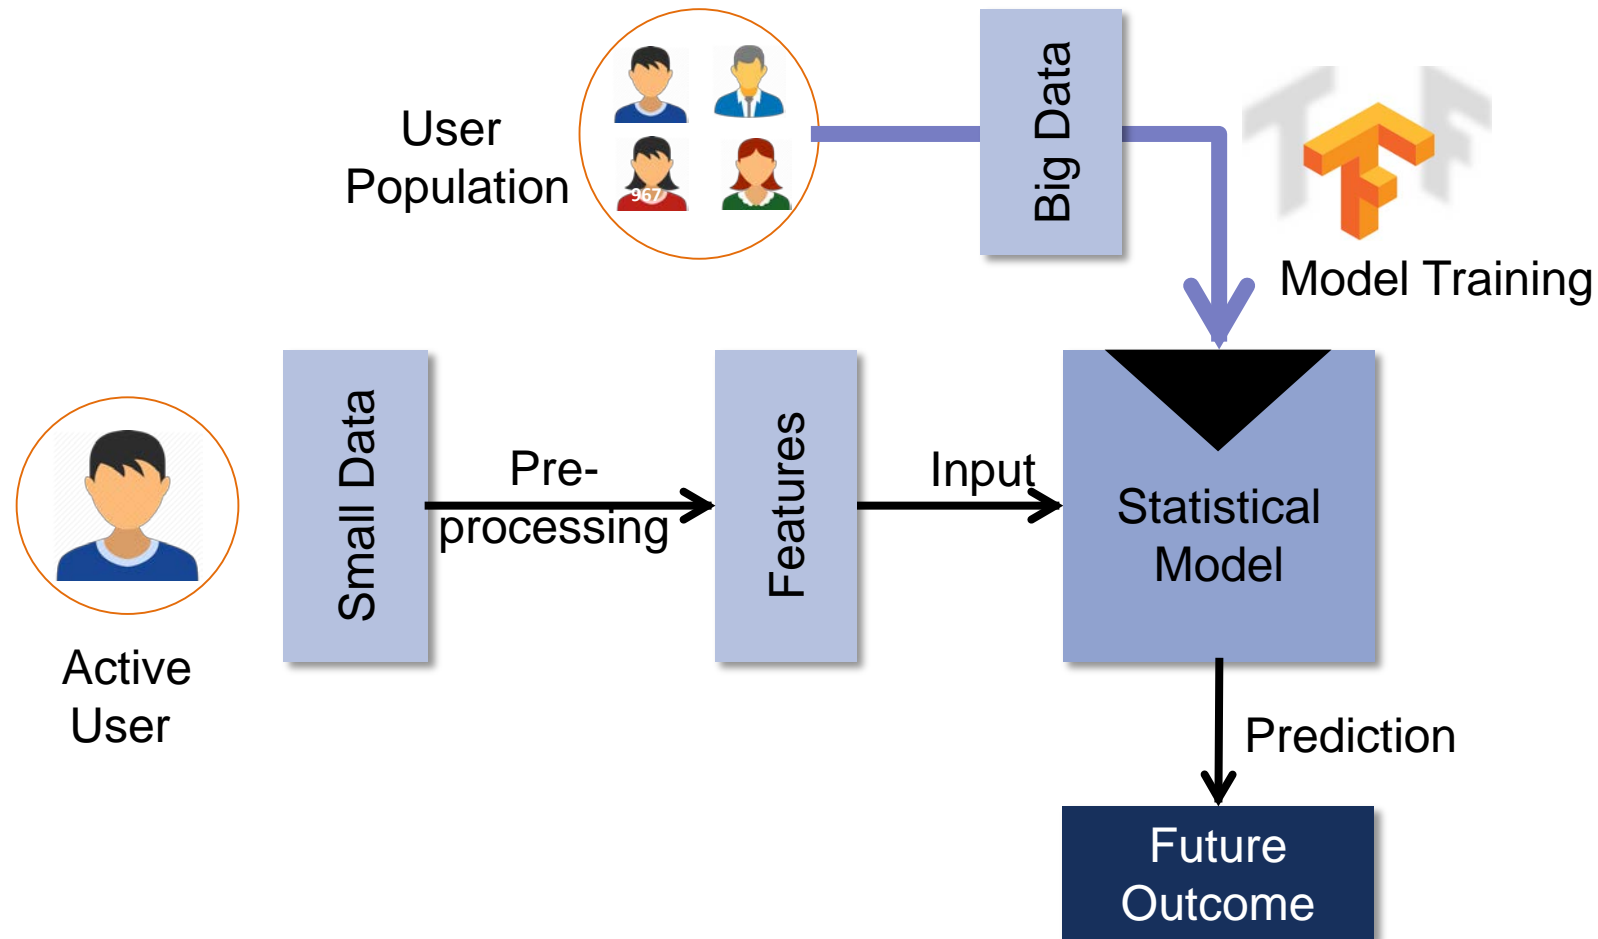 User
Population
967
Big Data
Model Training
Small Data
Pre-
processing
Features
Input
Statistical
Model
Active
User
Prediction
Future
Outcome